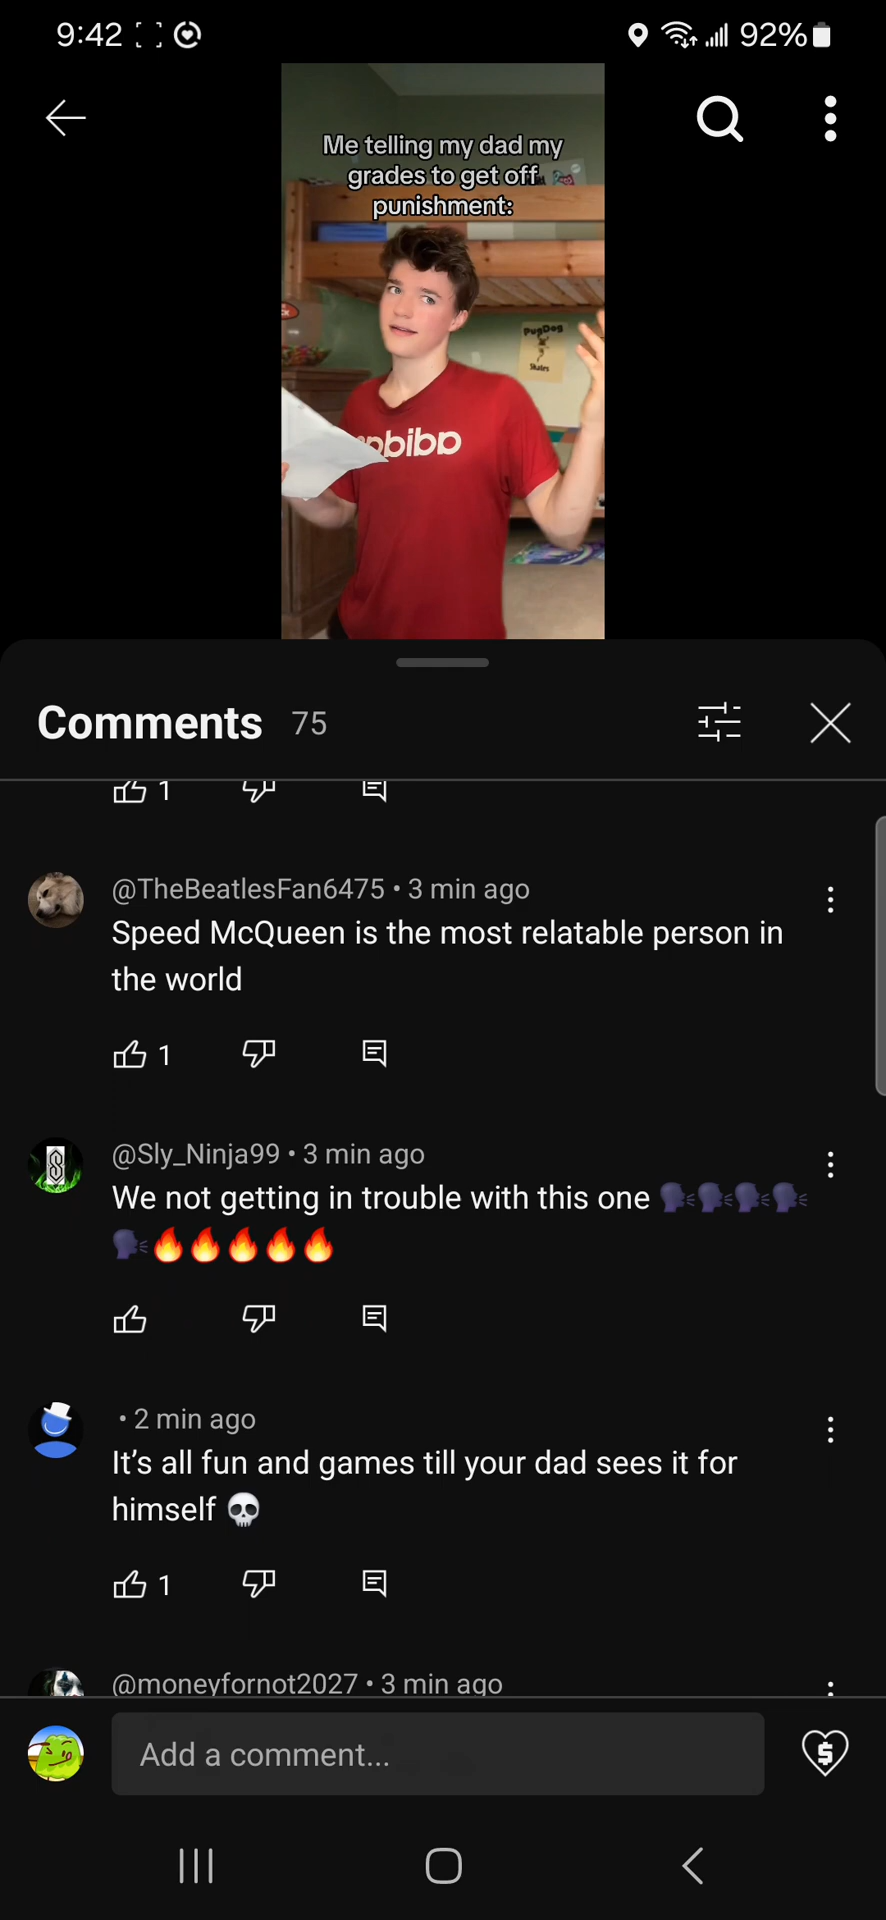 9:42
92%
Me telling my dad my
grades to get off
punishment:
PugDog
Skates
Comments 75
1
@TheBeatlesFan6475 • 3 min ago
Speed McQueen is the most relatable person in
the world
1
@Sly_Ninja99 • 3 min ago
We not getting in trouble with this one 🗣️🗣️🗣️🗣️
🗣️🔥🔥🔥🔥🔥
• 2 min ago
It’s all fun and games till your dad sees it for
himself 💀
1
@moneyfornot2027 • 3 min ago
Add a comment...